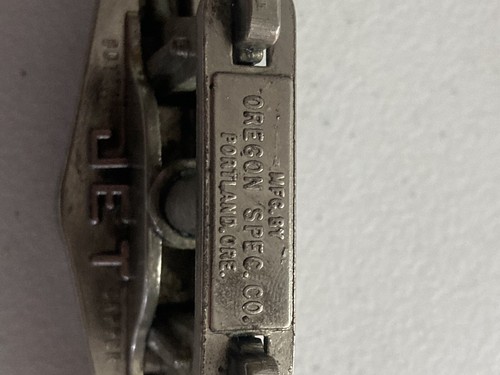 MFG. BY
OREGON SPEC. CO.
PORTLAND, ORE.
JET